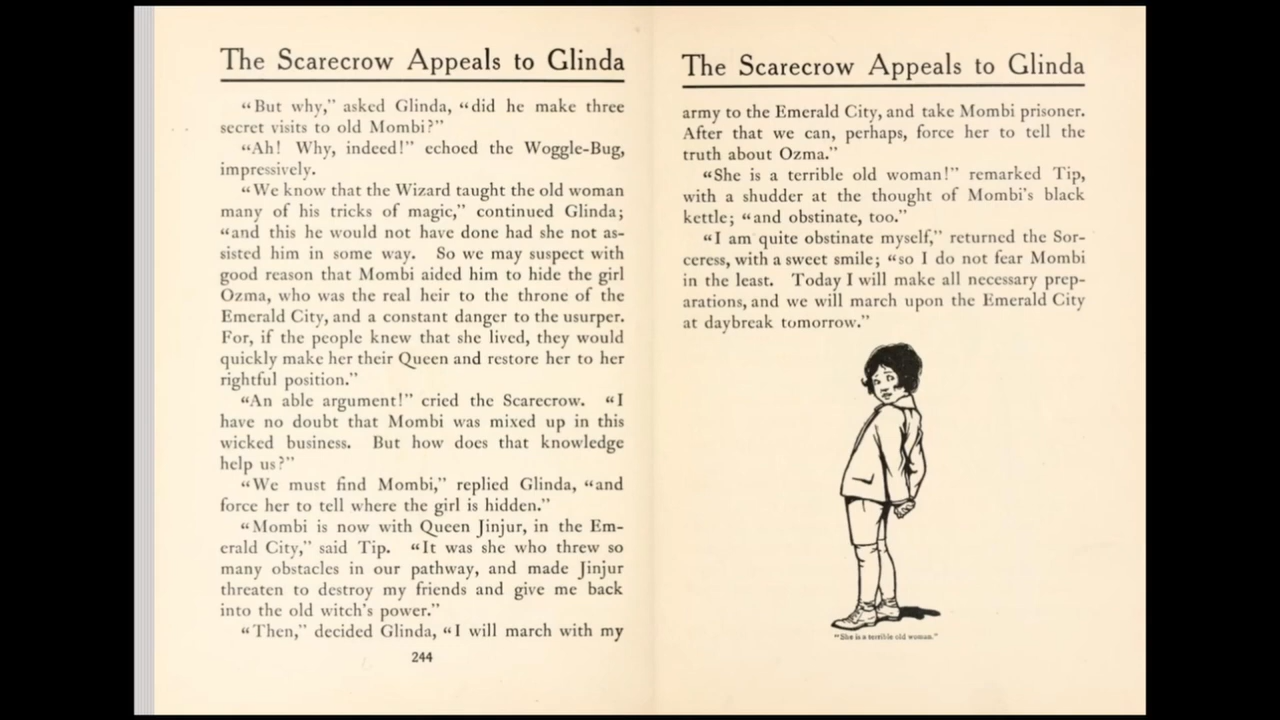 The Scarecrow Appeals to Glinda
“But why,” asked Glinda, “did he make three
secret visits to old Mombi?”
“Ah! Why, indeed!” echoed the Woggle-Bug,
impressively.
“We know that the Wizard taught the old woman
many of his tricks of magic,” continued Glinda;
“and this he would not have done had she not as-
sisted him in some way. So we may suspect with
good reason that Mombi aided him to hide the girl
Ozma, who was the real heir to the throne of the
Emerald City, and a constant danger to the usurper.
For, if the people knew that she lived, they would
quickly make her their Queen and restore her to her
rightful position.”
“An able argument!” cried the Scarecrow. “I
have no doubt that Mombi was mixed up in this
wicked business. But how does that knowledge
help us?”
“We must find Mombi,” replied Glinda, “and
force her to tell where the girl is hidden.”
“Mombi is now with Queen Jinjur, in the Em-
erald City,” said Tip. “It was she who threw so
many obstacles in our pathway, and made Jinjur
threaten to destroy my friends and give me back
into the old witch’s power.”
“Then,” decided Glinda, “I will march with my
244
The Scarecrow Appeals to Glinda
army to the Emerald City, and take Mombi prisoner.
After that we can, perhaps, force her to tell the
truth about Ozma.”
“She is a terrible old woman!” remarked Tip,
with a shudder at the thought of Mombi’s black
kettle; “and obstinate, too.”
“I am quite obstinate myself,” returned the Sor-
ceress, with a sweet smile; “so I do not fear Mombi
in the least. Today I will make all necessary prep-
arations, and we will march upon the Emerald City
at daybreak tomorrow.”
“She is a terrible old woman.”